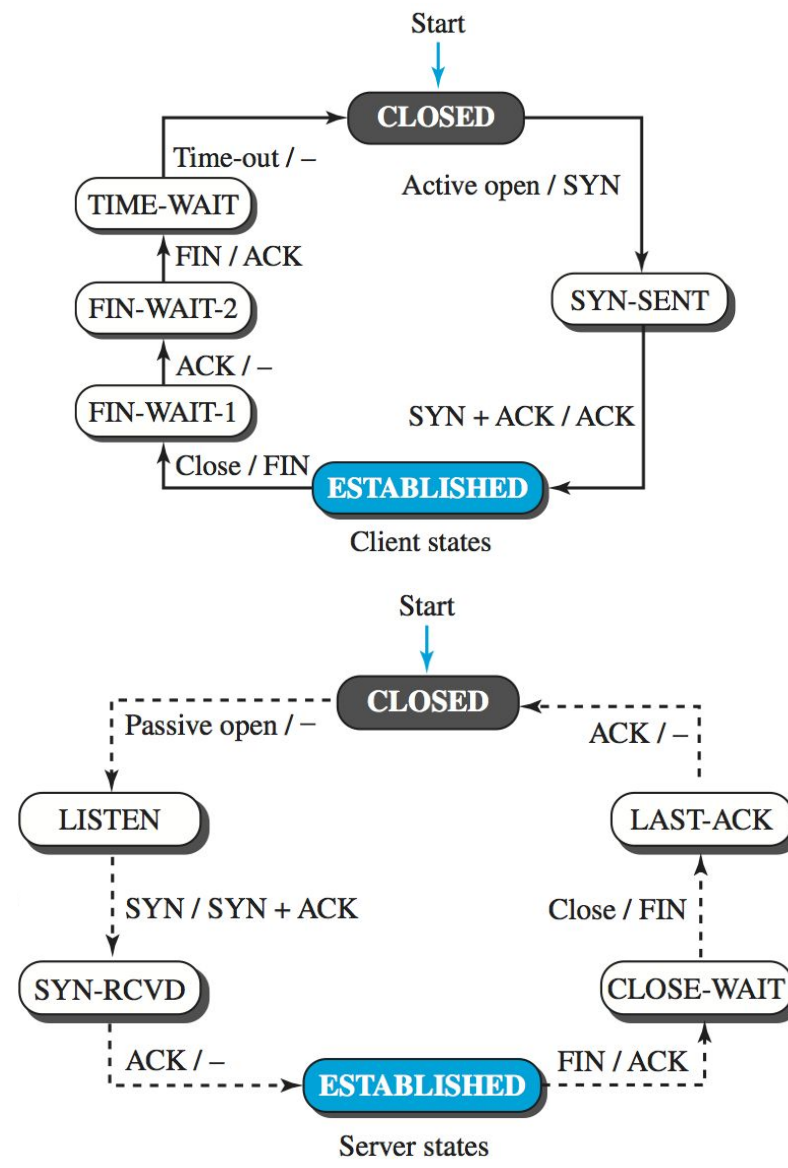 Start
CLOSED
Time-out / –
Active open / SYN
TIME-WAIT
FIN / ACK
FIN-WAIT-2
SYN-SENT
ACK / –
FIN-WAIT-1
SYN + ACK / ACK
Close / FIN
ESTABLISHED
Client states
Start
CLOSED
Passive open / –
ACK / –
LISTEN
LAST-ACK
SYN / SYN + ACK
Close / FIN
SYN-RCVD
CLOSE-WAIT
ACK / –
FIN / ACK
ESTABLISHED
Server states